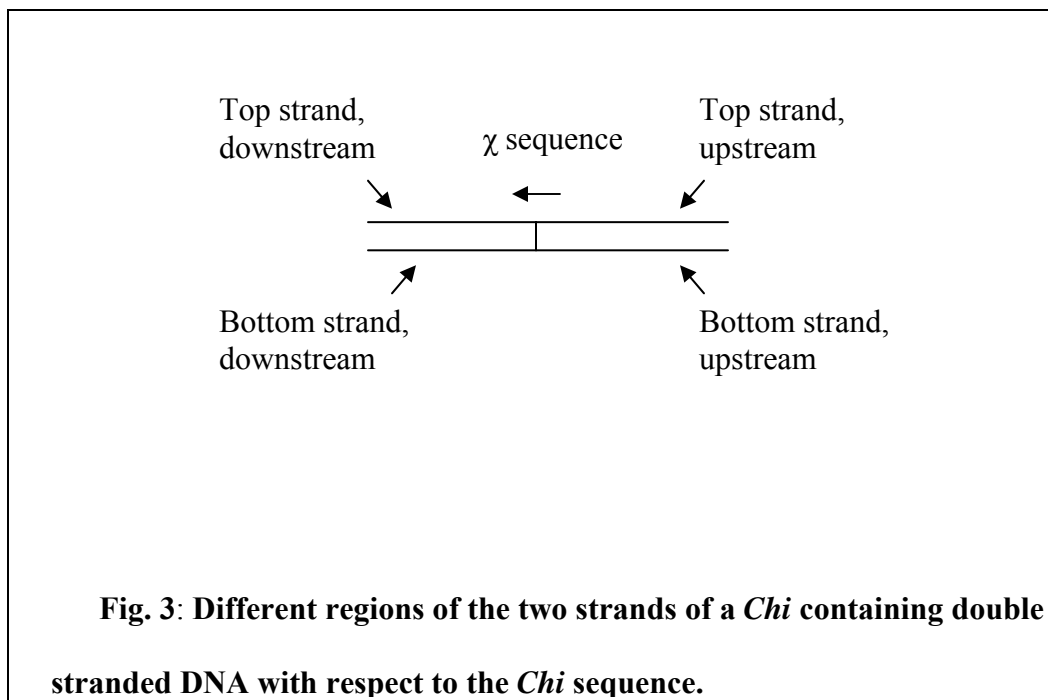 Top strand,
downstream
χ sequence
Top strand,
upstream
Bottom strand,
downstream
Bottom strand,
upstream
Fig. 3: Different regions of the two strands of a Chi containing double
stranded DNA with respect to the Chi sequence.